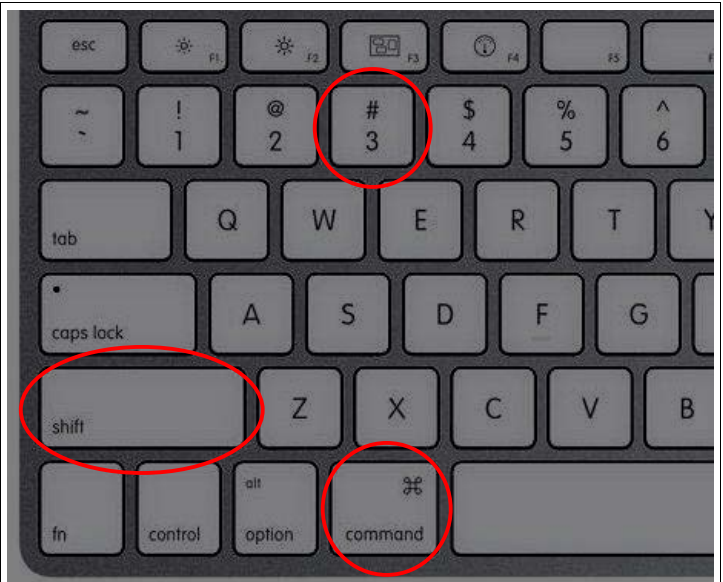 esc F1 F2 F3 F4 F5 F
~ ! @ # $ % ^
` 1 2 3 4 5 6
Q W E R T Y
tab
•
A S D F G
caps lock
Z X C V B
shift
alt ⌘
fn control option command